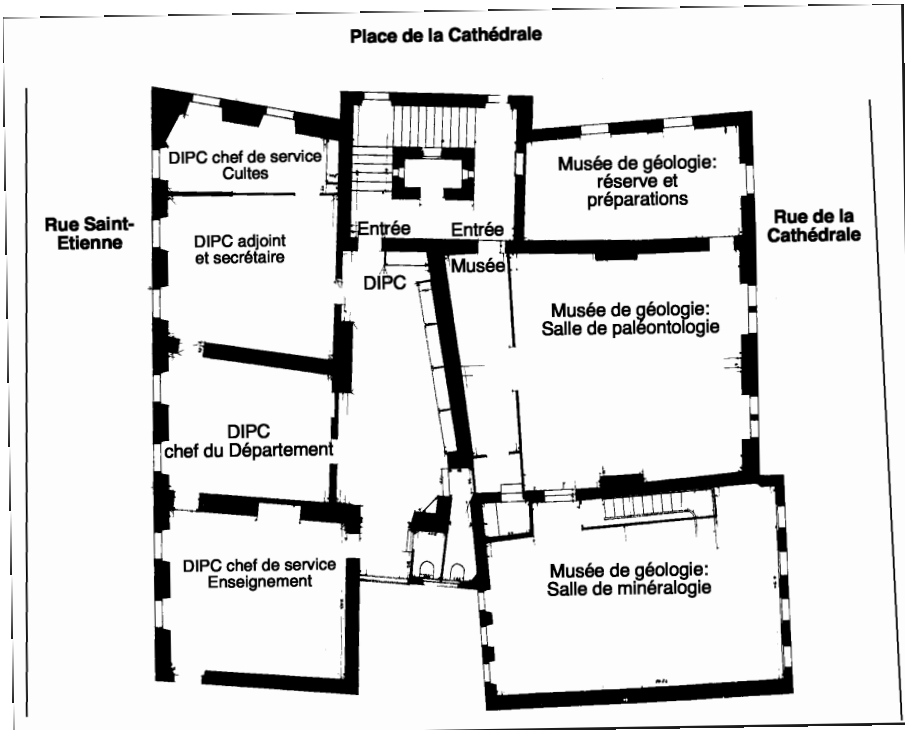 Place de la Cathédrale
DIPC chef de service
Cultes
Musée de géologie:
réserve et
préparations
Rue Saint-
Etienne
Rue de la
Cathédrale
DIPC adjoint
et secrétaire
Entrée
DIPC
Entrée
Musée
Musée de géologie:
Salle de paléontologie
DIPC
chef du Département
DIPC chef de service
Enseignement
Musée de géologie:
Salle de minéralogie